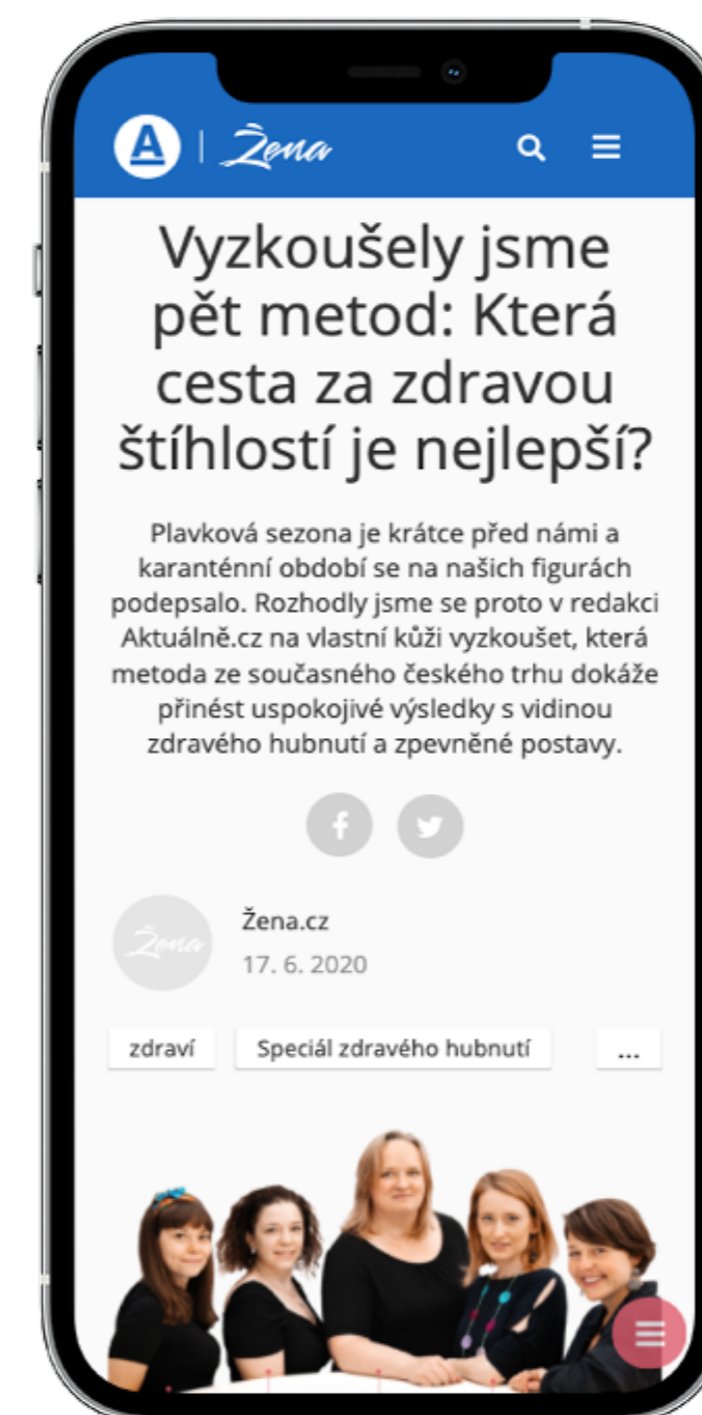 A | Žena
Vyzkoušely jsme
pět metod: Která
cesta za zdravou
štíhlostí je nejlepší?
Plavková sezona je krátce před námi a
karanténní období se na našich figurách
podepsalo. Rozhodly jsme se proto v redakci
Aktuálně.cz na vlastní kůži vyzkoušet, která
metoda ze současného českého trhu dokáže
přinést uspokojivé výsledky s vidinou
zdravého hubnutí a zpevněné postavy.
Žena
Žena.cz
17. 6. 2020
zdraví
Speciál zdravého hubnutí
...